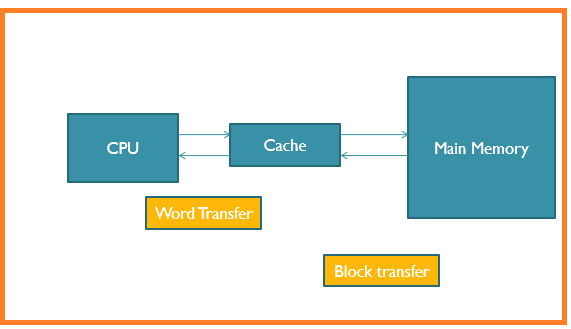 CPU
Cache
Main Memory
Word Transfer
Block transfer